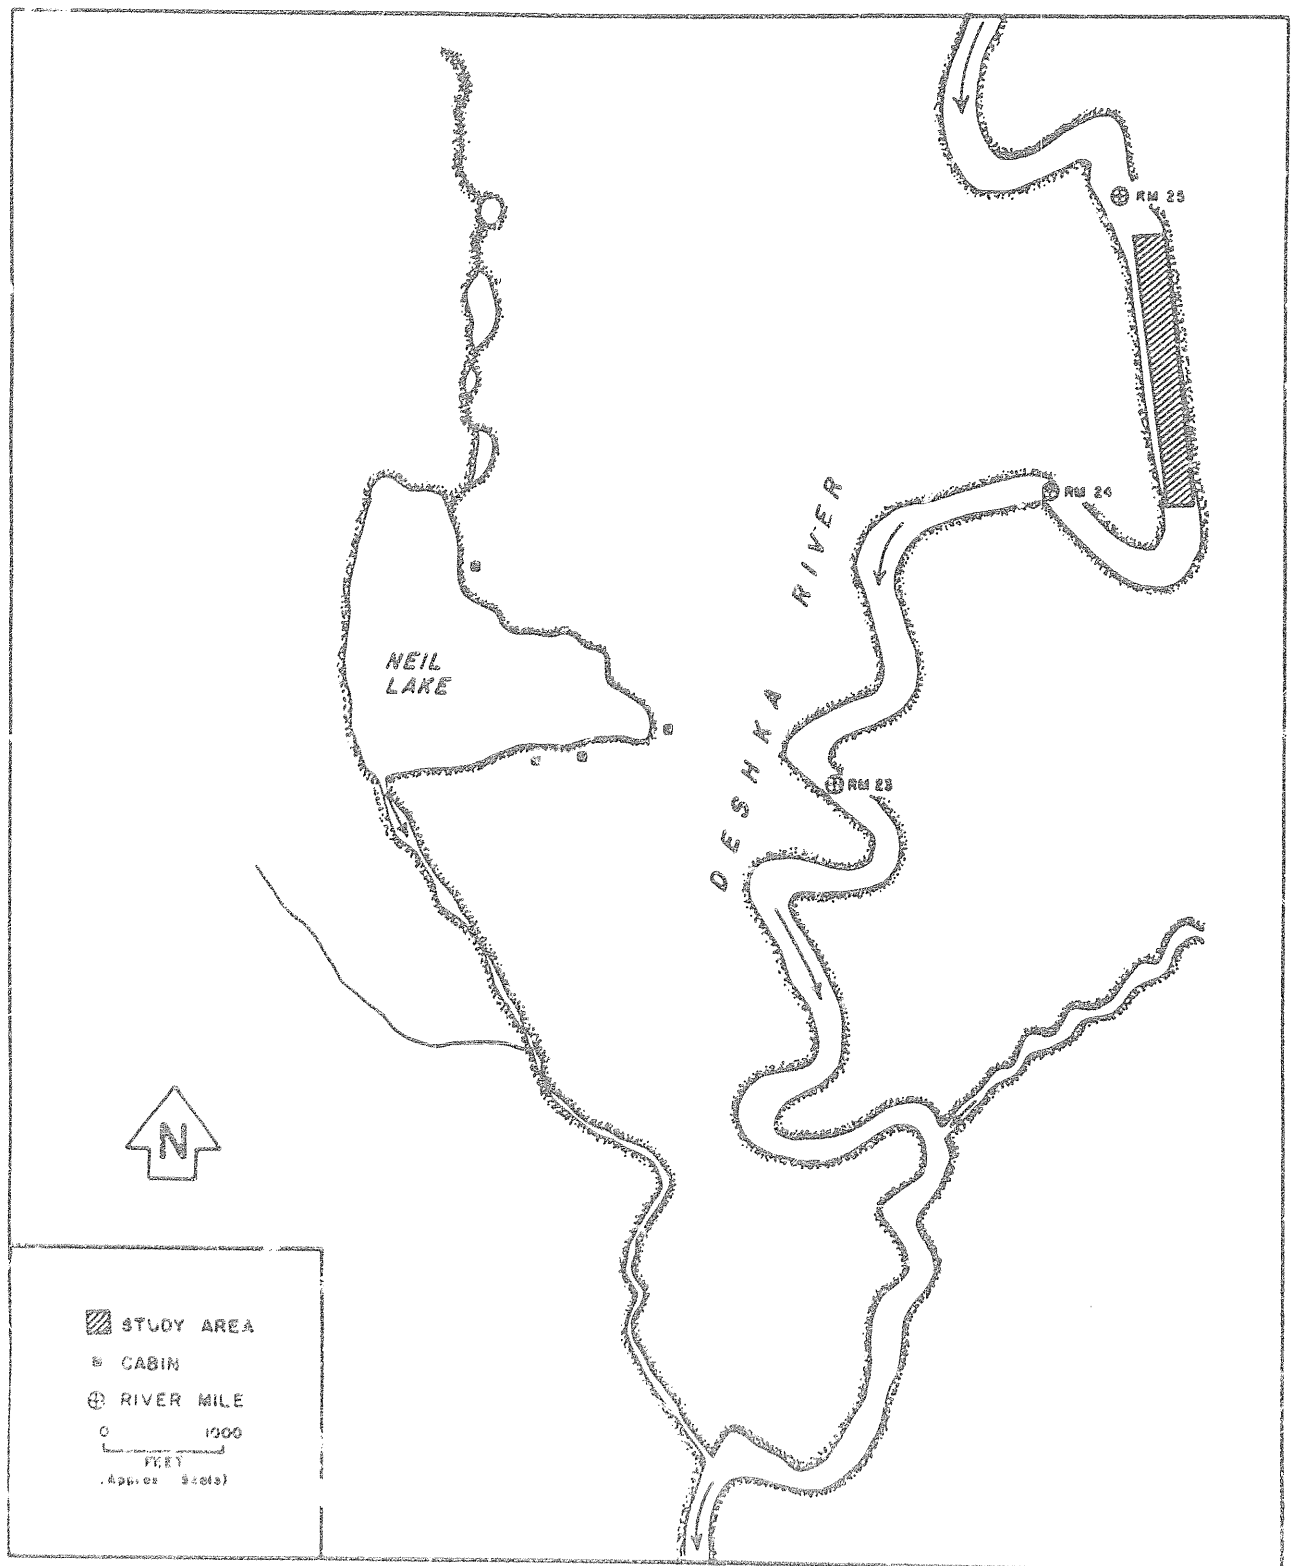 RM 25
RM 24
RIVER
NEIL
LAKE
DESHKA
RM 23
N
STUDY AREA
CABIN
RIVER MILE
0 1000
FEET